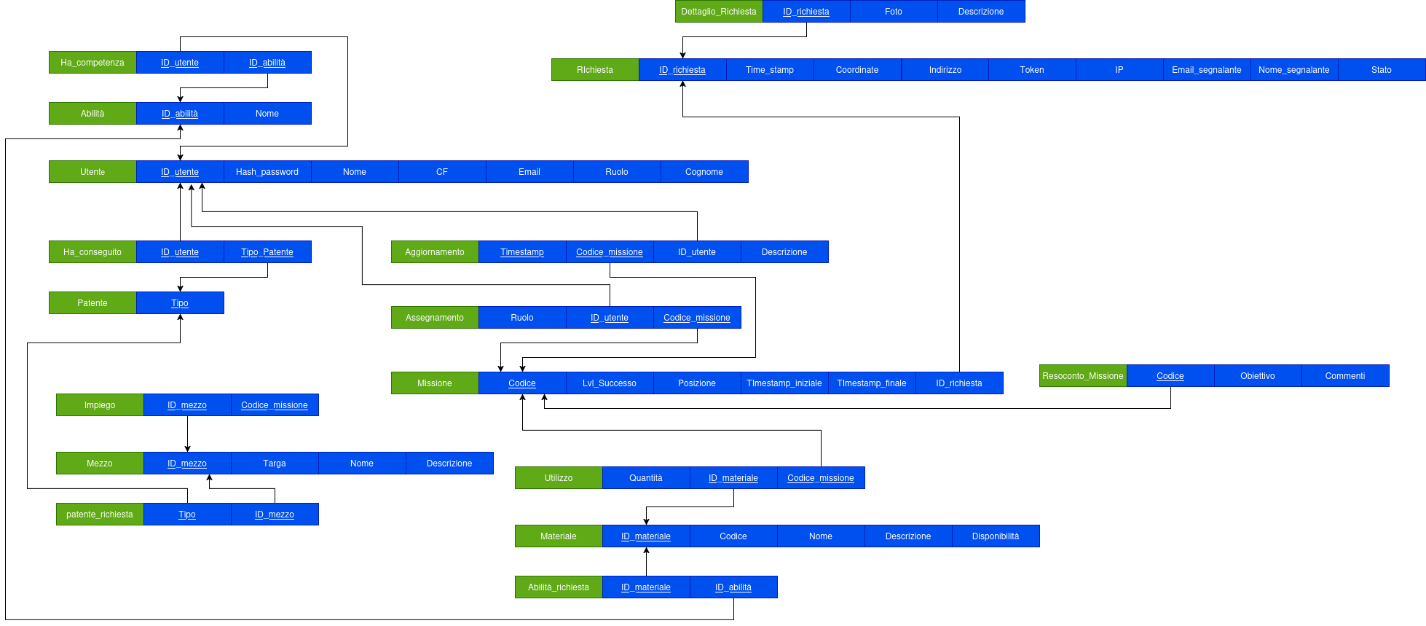 Dettaglio_Richiesta ID_richiesta Foto Descrizione
Ha_competenza ID_utente ID_abilità
RIchiesta ID_richiesta Time_stamp Coordinate Indirizzo Token IP Email_segnalante Nome_segnalante Stato
Abilità ID_abilità Nome
Utente ID_utente Hash_password Nome CF Email Ruolo Cognome
Ha_conseguito ID_utente Tipo_Patente
Aggiornamento Timestamp Codice_missione ID_utente Descrizione
Patente Tipo
Assegnamento Ruolo ID_utente Codice_missione
Missione Codice Lvl_Successo Posizione TImestamp_iniziale TImestamp_finale ID_richiesta
Resoconto_Missione Codice Obiettivo Commenti
Impiego ID_mezzo Codice_missione
Mezzo ID_mezzo Targa Nome Descrizione
Utilizzo Quantità ID_materiale Codice_missione
patente_richiesta Tipo ID_mezzo
Materiale ID_materiale Codice Nome Descrizione Disponibilità
Abilità_richiesta ID_materiale ID_abilità